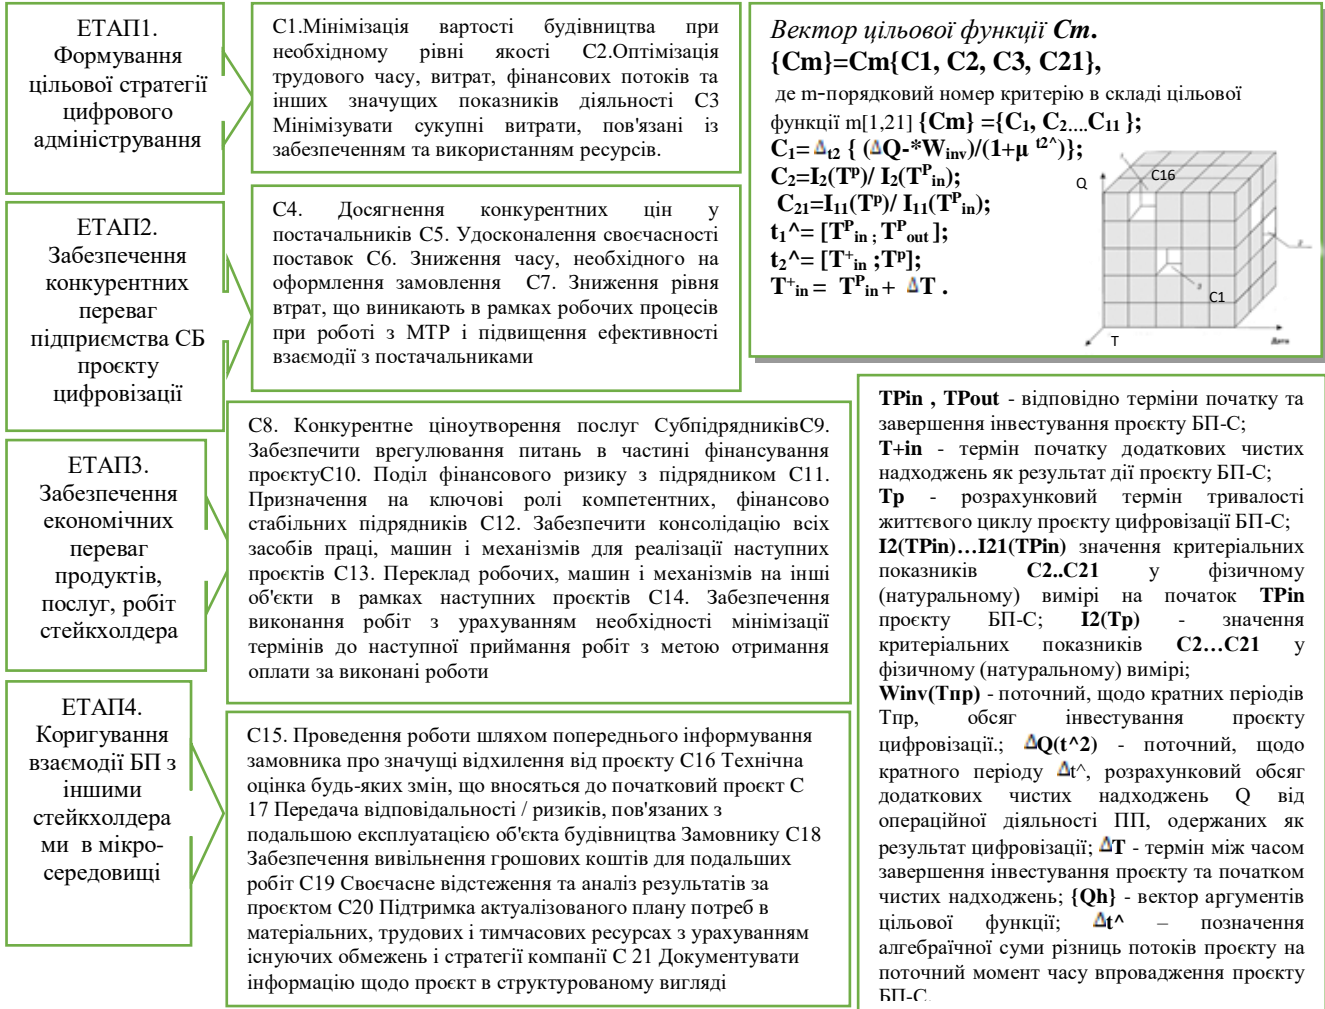 ЕТАП1.
Формування
цільової стратегії
цифрового
адміністрування
С1.Мінімізація вартості будівництва при
необхідному рівні якості С2.Оптимізація
трудового часу, витрат, фінансових потоків та
інших значущих показників діяльності С3
Мінімізувати сукупні витрати, пов'язані із
забезпеченням та використанням ресурсів.
ЕТАП2.
Забезпечення
конкурентних
переваг
підприємства СБ
проєкту
цифровізації
С4. Досягнення конкурентних цін у
постачальників С5. Удосконалення своєчасності
поставок С6. Зниження часу, необхідного на
оформлення замовлення С7. Зниження рівня
втрат, що виникають в рамках робочих процесів
при роботі з МТР і підвищення ефективності
взаємодії з постачальниками
ЕТАП3.
Забезпечення
економічних
переваг
продуктів,
послуг, робіт
стейкхолдера
С8. Конкурентне ціноутворення послуг СубпідрядниківС9.
Забезпечити врегулювання питань в частині фінансування
проєктуС10. Поділ фінансового ризику з підрядником С11.
Призначення на ключові ролі компетентних, фінансово
стабільних підрядників С12. Забезпечити консолідацію всіх
засобів праці, машин і механізмів для реалізації наступних
проєктів С13. Переклад робочих, машин і механізмів на інші
об'єкти в рамках наступних проєктів С14. Забезпечення
виконання робіт з урахуванням необхідності мінімізації
термінів до наступної приймання робіт з метою отримання
оплати за виконані роботи
ЕТАП4.
Коригування
взаємодії БП з
іншими
стейкхолдера
ми в мікро-
середовищі
С15. Проведення роботи шляхом попереднього інформування
замовника про значущі відхилення від проєкту С16 Технічна
оцінка будь-яких змін, що вносяться до початковий проєкт С
17 Передача відповідальності / ризиків, пов'язаних з
подальшою експлуатацією об'єкта будівництва Замовнику С18
Забезпечення вивільнення грошових коштів для подальших
робіт С19 Своєчасне відстеження та аналіз результатів за
проєктом С20 Підтримка актуалізованого плану потреб в
матеріальних, трудових і тимчасових ресурсах з урахуванням
існуючих обмежень і стратегії компанії С 21 Документувати
інформацію щодо проєкт в структурованому вигляді
Вектор цільової функції Cm.
{Cm}=Cm{C1, C2, C3, C21},
де m-порядковий номер критерію в складі цільової
функції m[1,21] {Cm} ={C₁, C₂....C₁₁ };
C₁= Δt2 { (ΔQ-*Winv)/(1+μ t2^)};
C₂=I₂(Tᵖ)/ I₂(Tᴾin);
C₂₁=I₁₁(Tᵖ)/ I₁₁(Tᴾin);
t₁^= [Tᴾin ; Tᴾout ];
t₂^= [T⁺in ;Tᵖ];
T⁺in = Tᴾin + ΔT .
Q
C16
1
2
3
C1
T
Дата
TPin , TPout - відповідно терміни початку та
завершення інвестування проєкту БП-С;
T+in - термін початку додаткових чистих
надходжень як результат дії проєкту БП-С;
Tp - розрахунковий термін тривалості
життєвого циклу проєкту цифровізації БП-С;
I2(TPin)…I21(TPin) значення критеріальних
показників C2..C21 у фізичному
(натуральному) вимірі на початок TPin
проєкту БП-С; I2(Tp) - значення
критеріальних показників C2…C21 у
фізичному (натуральному) вимірі;
Winv(Tпр) - поточний, щодо кратних періодів
Тпр, обсяг інвестування проєкту
цифровізації.; ΔQ(t^2) - поточний, щодо
кратного періоду Δt^, розрахунковий обсяг
додаткових чистих надходжень Q від
операційної діяльності ПП, одержаних як
результат цифровізації; ΔT - термін між часом
завершення інвестування проєкту та початком
чистих надходжень; {Qh} - вектор аргументів
цільової функції; Δt^ – позначення
алгебраїчної суми різниць потоків проєкту на
поточний момент часу впровадження проєкту
БП-С.